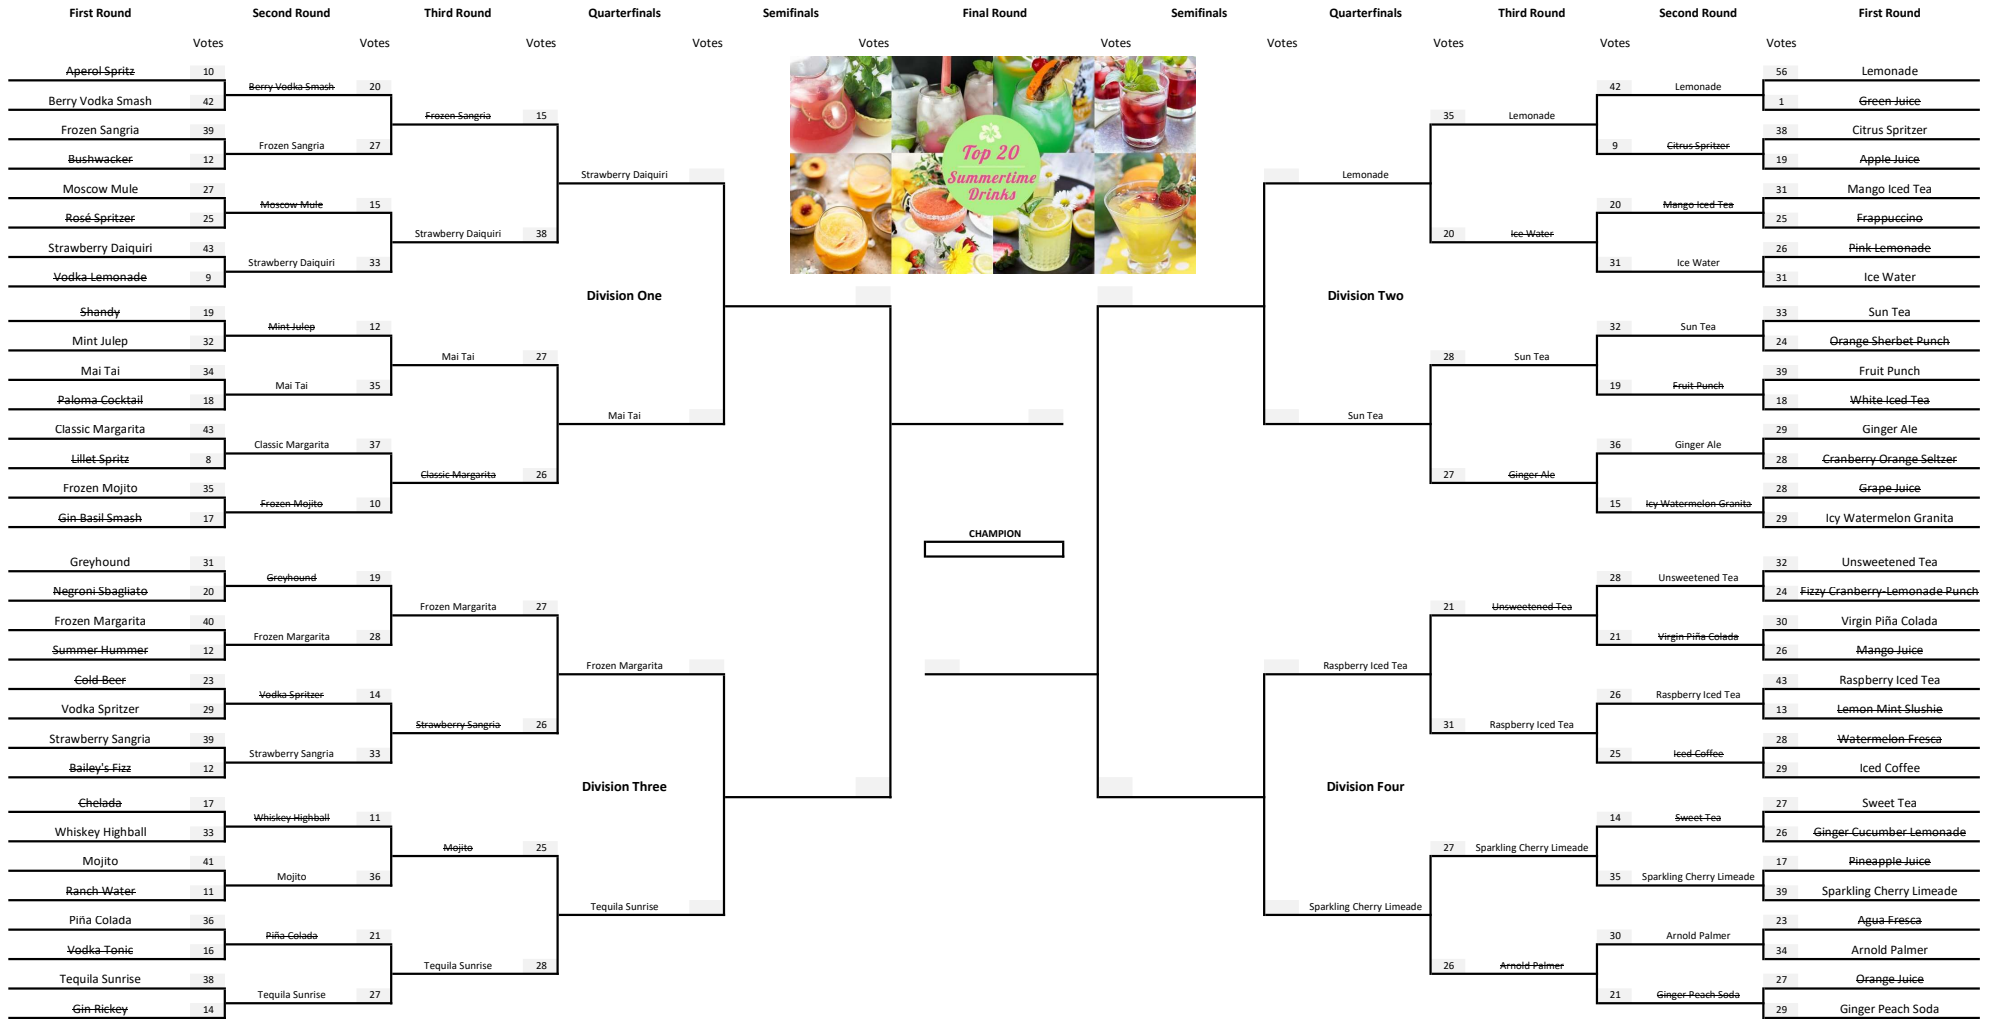 First Round Second Round Third Round Quarterfinals Semifinals Final Round Semifinals Quarterfinals Third Round Second Round First Round
Votes Votes Votes Votes Votes Votes Votes Votes Votes Votes
Aperol Spritz 10
Berry Vodka Smash 42
Frozen Sangria 39
Bushwacker 12
Moscow Mule 27
Rosé Spritzer 25
Strawberry Daiquiri 43
Vodka Lemonade 9
Shandy 19
Mint Julep 32
Mai Tai 34
Paloma Cocktail 18
Classic Margarita 43
Lillet Spritz 8
Frozen Mojito 35
Gin Basil Smash 17
Greyhound 31
Negroni Sbagliato 20
Frozen Margarita 40
Summer Hummer 12
Cold Beer 23
Vodka Spritzer 29
Strawberry Sangria 39
Bailey's Fizz 12
Chelada 17
Whiskey Highball 33
Mojito 41
Ranch Water 11
Piña Colada 36
Vodka Tonic 16
Tequila Sunrise 38
Gin Rickey 14
Berry Vodka Smash 20
Frozen Sangria 27
Moscow Mule 15
Strawberry Daiquiri 33
Mint Julep 12
Mai Tai 35
Classic Margarita 37
Frozen Mojito 10
Greyhound 19
Frozen Margarita 28
Vodka Spritzer 14
Strawberry Sangria 33
Whiskey Highball 11
Mojito 36
Piña Colada 21
Tequila Sunrise 27
Frozen Sangria 15
Strawberry Daiquiri 38
Mai Tai 27
Classic Margarita 26
Frozen Margarita 27
Strawberry Sangria 26
Mojito 25
Tequila Sunrise 28
Strawberry Daiquiri
Division One
Mai Tai
Frozen Margarita
Division Three
Tequila Sunrise
Top 20
Summertime
Drinks
CHAMPION
Lemonade
Division Two
Sun Tea
Raspberry Iced Tea
Division Four
Sparkling Cherry Limeade
35 Lemonade
20 Ice Water
28 Sun Tea
27 Ginger Ale
21 Unsweetened Tea
31 Raspberry Iced Tea
27 Sparkling Cherry Limeade
26 Arnold Palmer
42 Lemonade
9 Citrus Spritzer
20 Mango Iced Tea
31 Ice Water
32 Sun Tea
19 Fruit Punch
36 Ginger Ale
15 Icy Watermelon Granita
28 Unsweetened Tea
21 Virgin Piña Colada
26 Raspberry Iced Tea
25 Iced Coffee
14 Sweet Tea
35 Sparkling Cherry Limeade
30 Arnold Palmer
21 Ginger Peach Soda
56 Lemonade
1 Green Juice
38 Citrus Spritzer
19 Apple Juice
31 Mango Iced Tea
25 Frappuccino
26 Pink Lemonade
31 Ice Water
33 Sun Tea
24 Orange Sherbet Punch
39 Fruit Punch
18 White Iced Tea
29 Ginger Ale
28 Cranberry Orange Seltzer
28 Grape Juice
29 Icy Watermelon Granita
32 Unsweetened Tea
24 Fizzy Cranberry-Lemonade Punch
30 Virgin Piña Colada
26 Mango Juice
43 Raspberry Iced Tea
13 Lemon Mint Slushie
28 Watermelon Fresca
29 Iced Coffee
27 Sweet Tea
26 Ginger Cucumber Lemonade
17 Pineapple Juice
39 Sparkling Cherry Limeade
23 Agua Fresca
34 Arnold Palmer
27 Orange Juice
29 Ginger Peach Soda